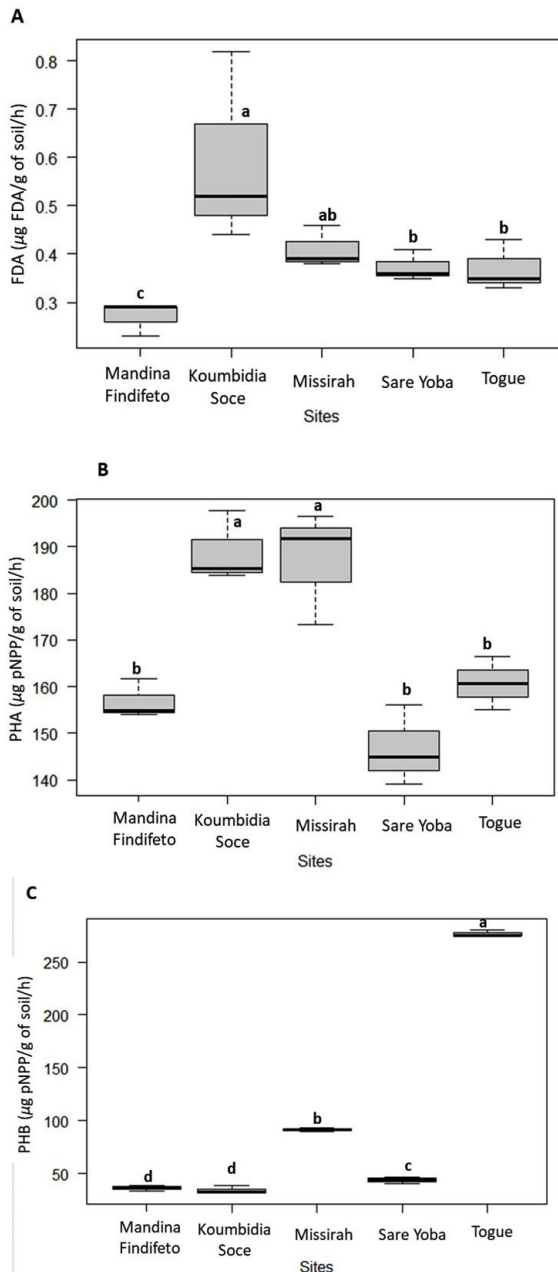 A
FDA (µg FDA/g of soil/h)
0.8
0.7
0.6
0.5
0.4
0.3
a
ab
b
b
c
Mandina Findifeto
Koumbidia Soce
Missirah
Sare Yoba
Togue
Sites
B
PHA (µg pNPP/g of soil/h)
200
190
180
170
160
150
140
b
a
a
b
b
Mandina Findifeto
Koumbidia Soce
Missirah
Sare Yoba
Togue
Sites
C
PHB (µg pNPP/g of soil/h)
250
200
150
100
50
d
d
b
c
a
Mandina Findifeto
Koumbidia Soce
Missirah
Sare Yoba
Togue
Sites